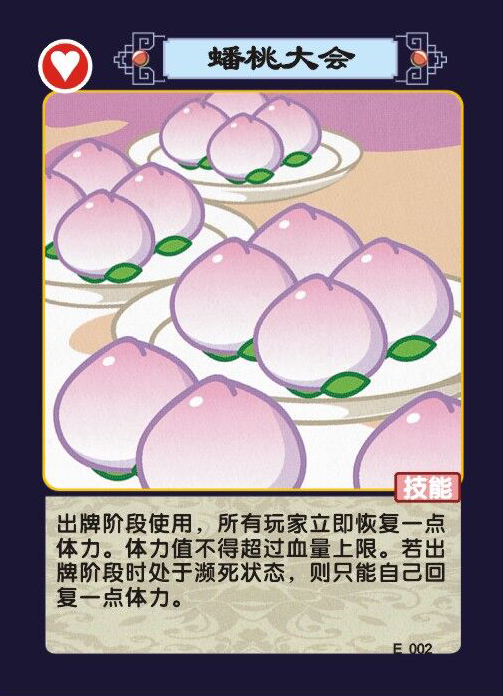 蟠桃大会
技能
出牌阶段使用，所有玩家立即恢复一点
体力。体力值不得超过血量上限。若出
牌阶段时处于濒死状态，则只能自己回
复一点体力。
E 002